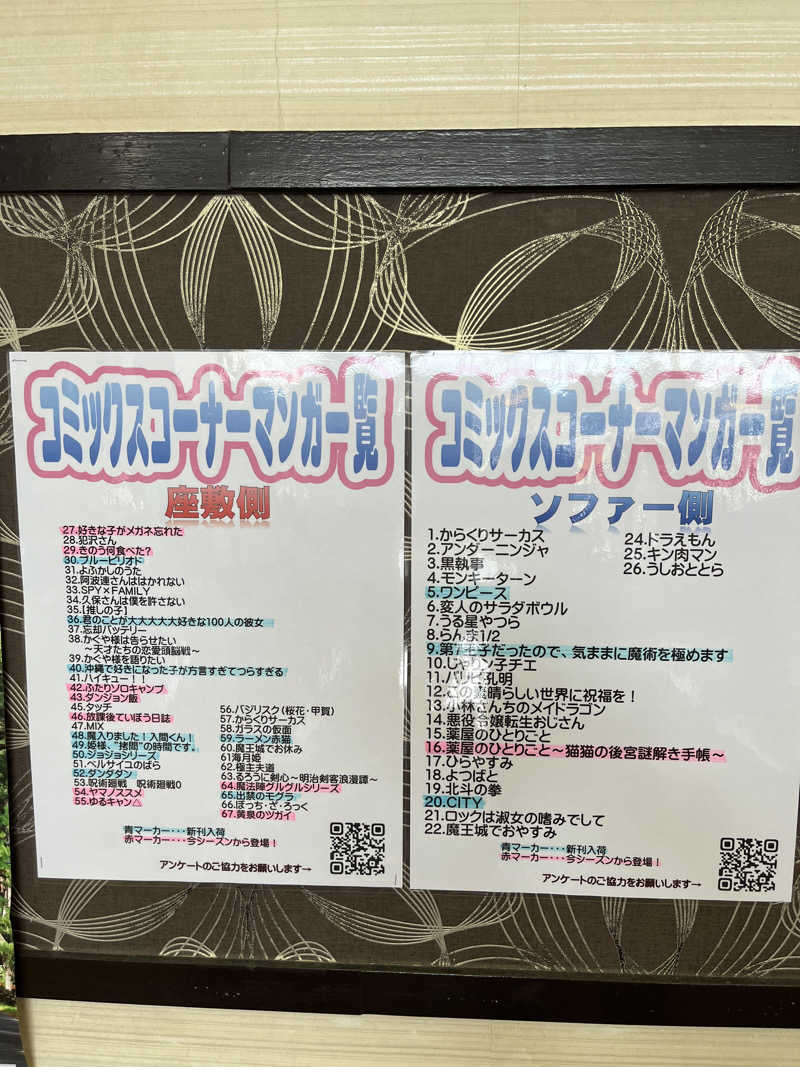 コミックスコーナーマンガ一覧
座敷側
27.好きな子がメガネ忘れた
28.犯沢さん
29.きのう何食べた?
30.ブルーピリオド
31.よふかしのうた
32.阿波連さんははかれない
33.SPY×FAMILY
34.久保さんは僕を許さない
35.[推しの子]
36.君のことが大大大大大好きな100人の彼女
37.忘却バッテリー
38.かぐや様は告らせたい
～天才たちの恋愛頭脳戦～
39.かぐや様を語りたい
40.沖縄で好きになった子が方言すぎてつらすぎる
41.ハイキュー!!
42.ふたりソロキャンプ
43.ダンジョン飯
45.タッチ
46.放課後ていぼう日誌
47.MIX
48.魔入りました!入間くん!
49.姫様、"拷問"の時間です。
50.ジョジョシリーズ
51.ベルサイユのばら
52.ダンダダン
53.呪術廻戦 呪術廻戦0
54.ヤマノススメ
55.ゆるキャン△
56.バジリスク(桜花・甲賀)
57.からくりサーカス
58.ガラスの仮面
59.ラーメン赤猫
60.魔王城でお休み
61海月姫
62.極主夫道
63.るろうに剣心～明治剣客浪漫譚～
64.魔法陣グルグルシリーズ
65.出禁のモグラ
66.ぼっち・ざ・ろっく
67.黄泉のツガイ
青マーカー・・・新刊入荷
赤マーカー・・・今シーズンから登場!
アンケートのご協力をお願いします→
コミックスコーナーマンガ一覧
ソファー側
1.からくりサーカス
2.アンダーニンジャ
3.黒執事
4.モンキーターン
5.ワンピース
6.変人のサラダボウル
7.うる星やつら
8.らんま1/2
9.第7王子だったので、気ままに魔術を極めます
10.じゃりン子チエ
11.パリピ孔明
12.この素晴らしい世界に祝福を!
13.小林さんちのメイドラゴン
14.悪役令嬢転生おじさん
15.薬屋のひとりごと
16.薬屋のひとりごと～猫猫の後宮謎解き手帳～
17.ひらやすみ
18.よつばと
19.北斗の拳
20.CITY
21.ロックは淑女の嗜みでして
22.魔王城でおやすみ
24.ドラえもん
25.キン肉マン
26.うしおととら
青マーカー・・・新刊入荷
赤マーカー・・・今シーズンから登場!
アンケートのご協力をお願いします→